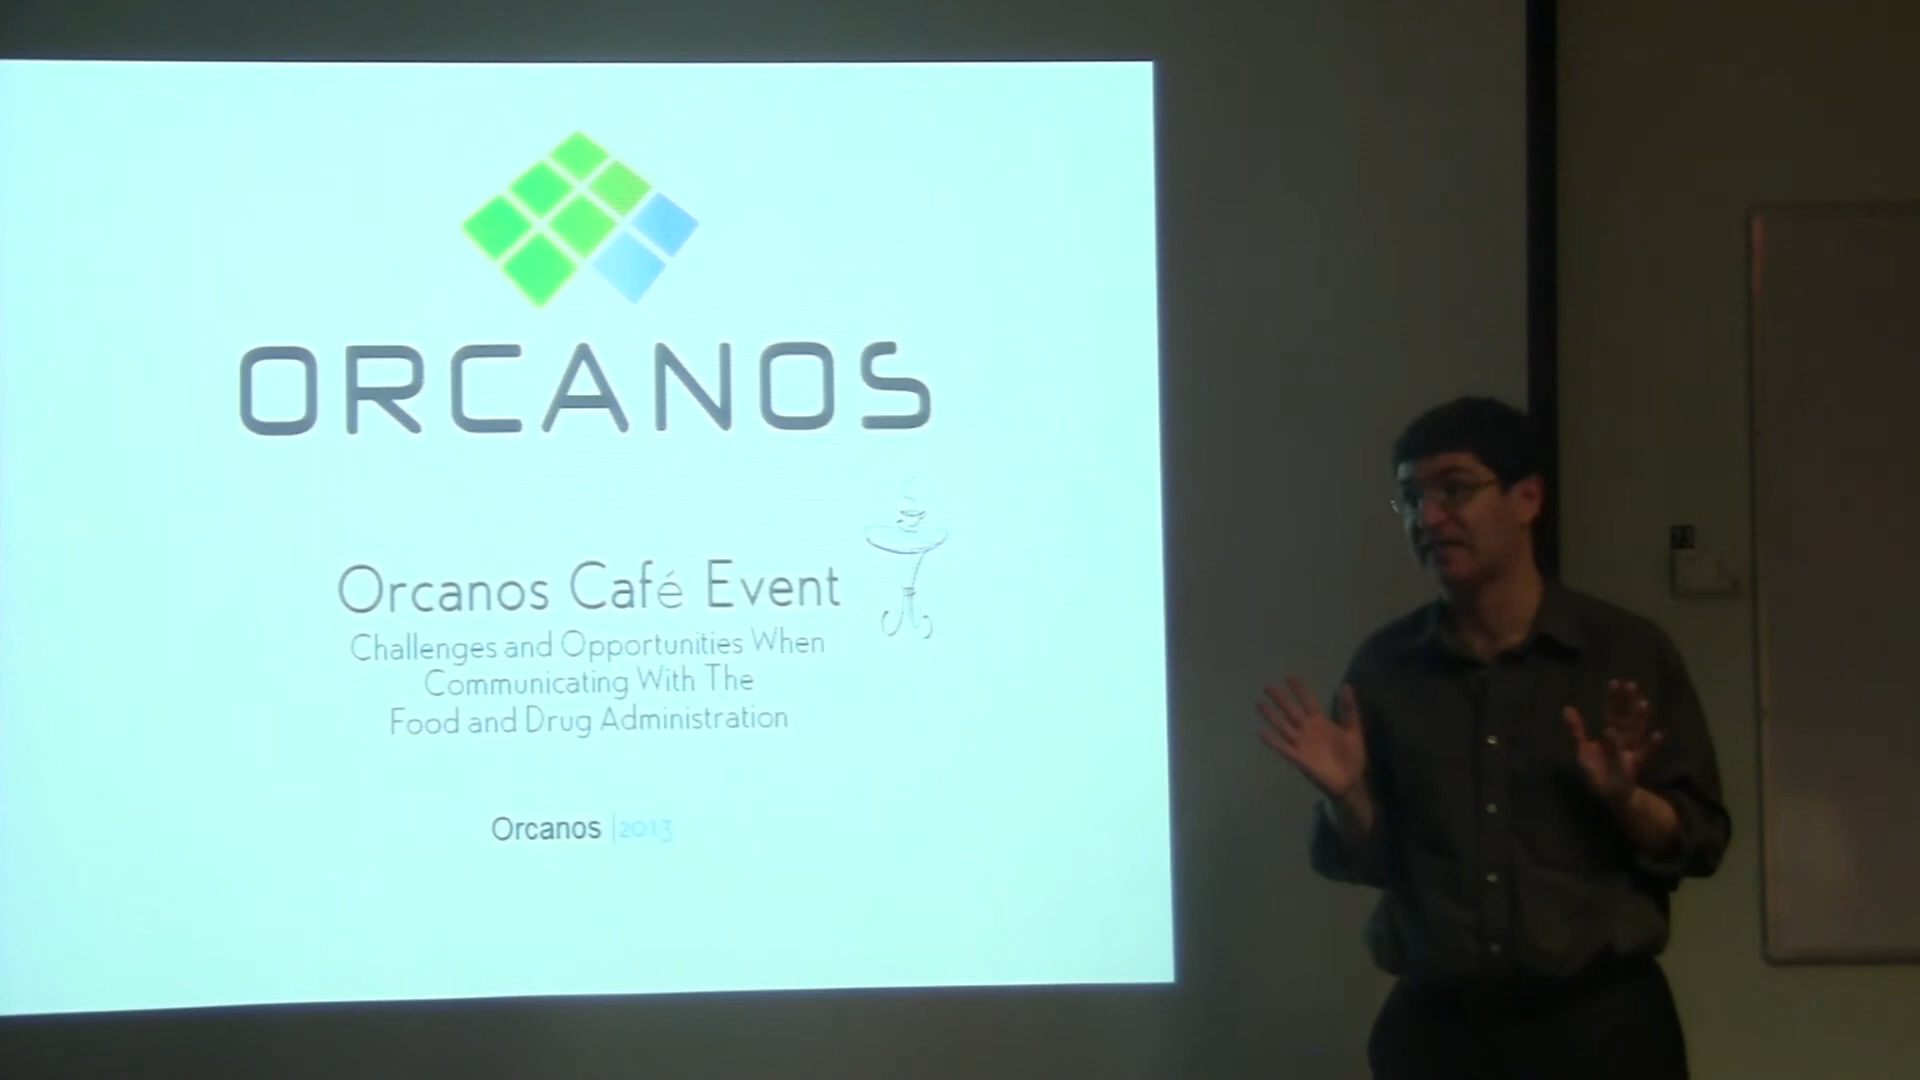 ORCANOS
Orcanos Café Event
Challenges and Opportunities When
Communicating With The
Food and Drug Administration
Orcanos |2013